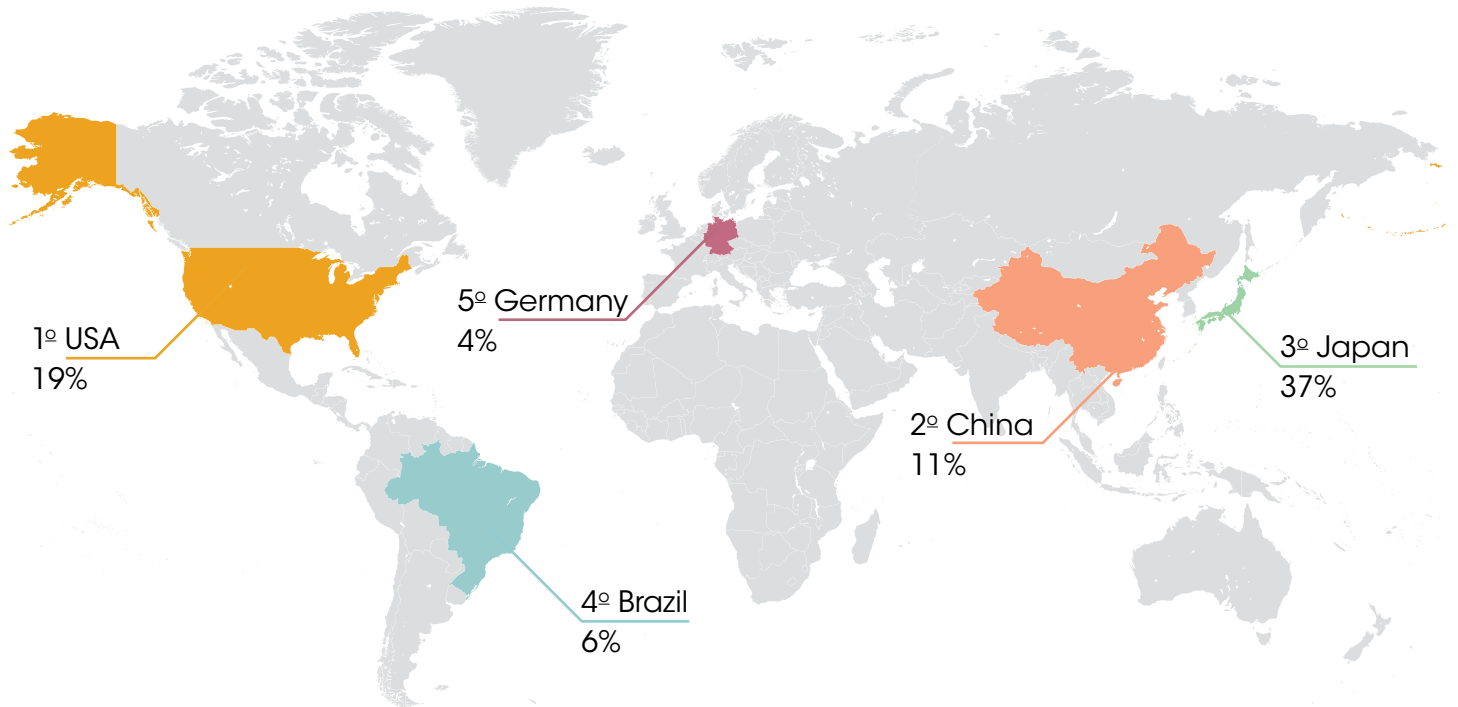 1º USA
19%
5º Germany
4%
3º Japan
37%
2º China
11%
4º Brazil
6%